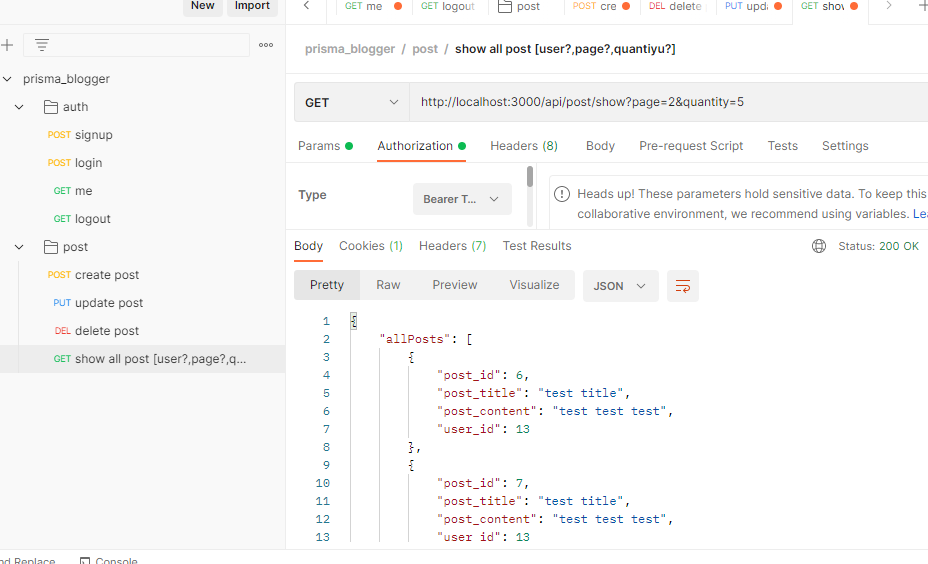 New Import
GET me GET logout post POST cre DEL delete PUT upd GET show
prisma_blogger / post / show all post [user?,page?,quantiyu?]
prisma_blogger
GET http://localhost:3000/api/post/show?page=2&quantity=5
auth
POST signup
Params Authorization Headers (8) Body Pre-request Script Tests Settings
POST login
GET me
Type Bearer T... Heads up! These parameters hold sensitive data. To keep this
collaborative environment, we recommend using variables.
GET logout
post
Body Cookies (1) Headers (7) Test Results Status: 200 OK
POST create post
Pretty Raw Preview Visualize JSON
PUT update post
DEL delete post
GET show all post [user?,page?,q...
1 {
2 "allPosts": [
3 {
4 "post_id": 6,
5 "post_title": "test title",
6 "post_content": "test test test",
7 "user_id": 13
8 },
9 {
10 "post_id": 7,
11 "post_title": "test title",
12 "post_content": "test test test",
13 "user_id": 13
nd Replace Console